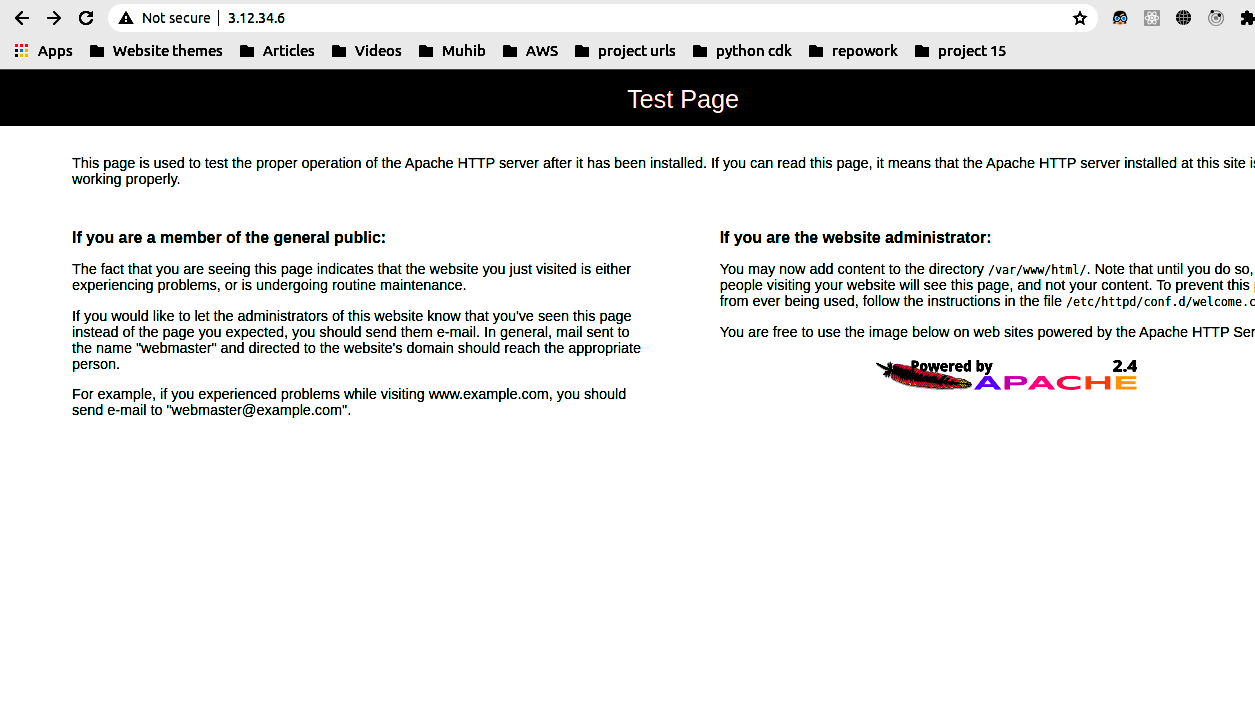 Not secure | 3.12.34.6
Apps Website themes Articles Videos Muhib AWS project urls python cdk repowork project 15
Test Page
This page is used to test the proper operation of the Apache HTTP server after it has been installed. If you can read this page, it means that the Apache HTTP server installed at this site is
working properly.
If you are a member of the general public:
The fact that you are seeing this page indicates that the website you just visited is either
experiencing problems, or is undergoing routine maintenance.
If you would like to let the administrators of this website know that you've seen this page
instead of the page you expected, you should send them e-mail. In general, mail sent to
the name "webmaster" and directed to the website's domain should reach the appropriate
person.
For example, if you experienced problems while visiting www.example.com, you should
send e-mail to "webmaster@example.com".
If you are the website administrator:
You may now add content to the directory /var/www/html/. Note that until you do so,
people visiting your website will see this page, and not your content. To prevent this
from ever being used, follow the instructions in the file /etc/httpd/conf.d/welcome.c
You are free to use the image below on web sites powered by the Apache HTTP Ser
Powered by 2.4
APACHE